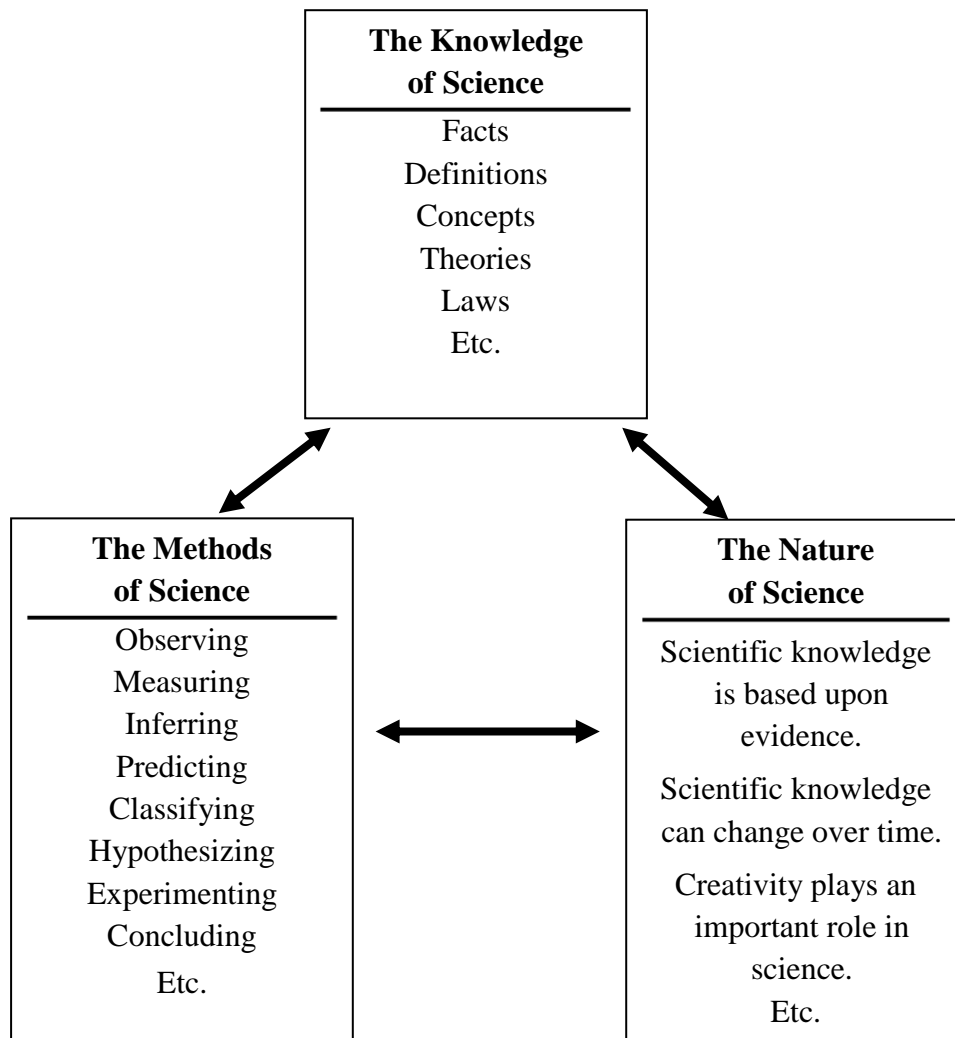 The Knowledge
of Science
Facts
Definitions
Concepts
Theories
Laws
Etc.
The Methods
of Science
Observing
Measuring
Inferring
Predicting
Classifying
Hypothesizing
Experimenting
Concluding
Etc.
The Nature
of Science
Scientific knowledge
is based upon
evidence.
Scientific knowledge
can change over time.
Creativity plays an
important role in
science.
Etc.